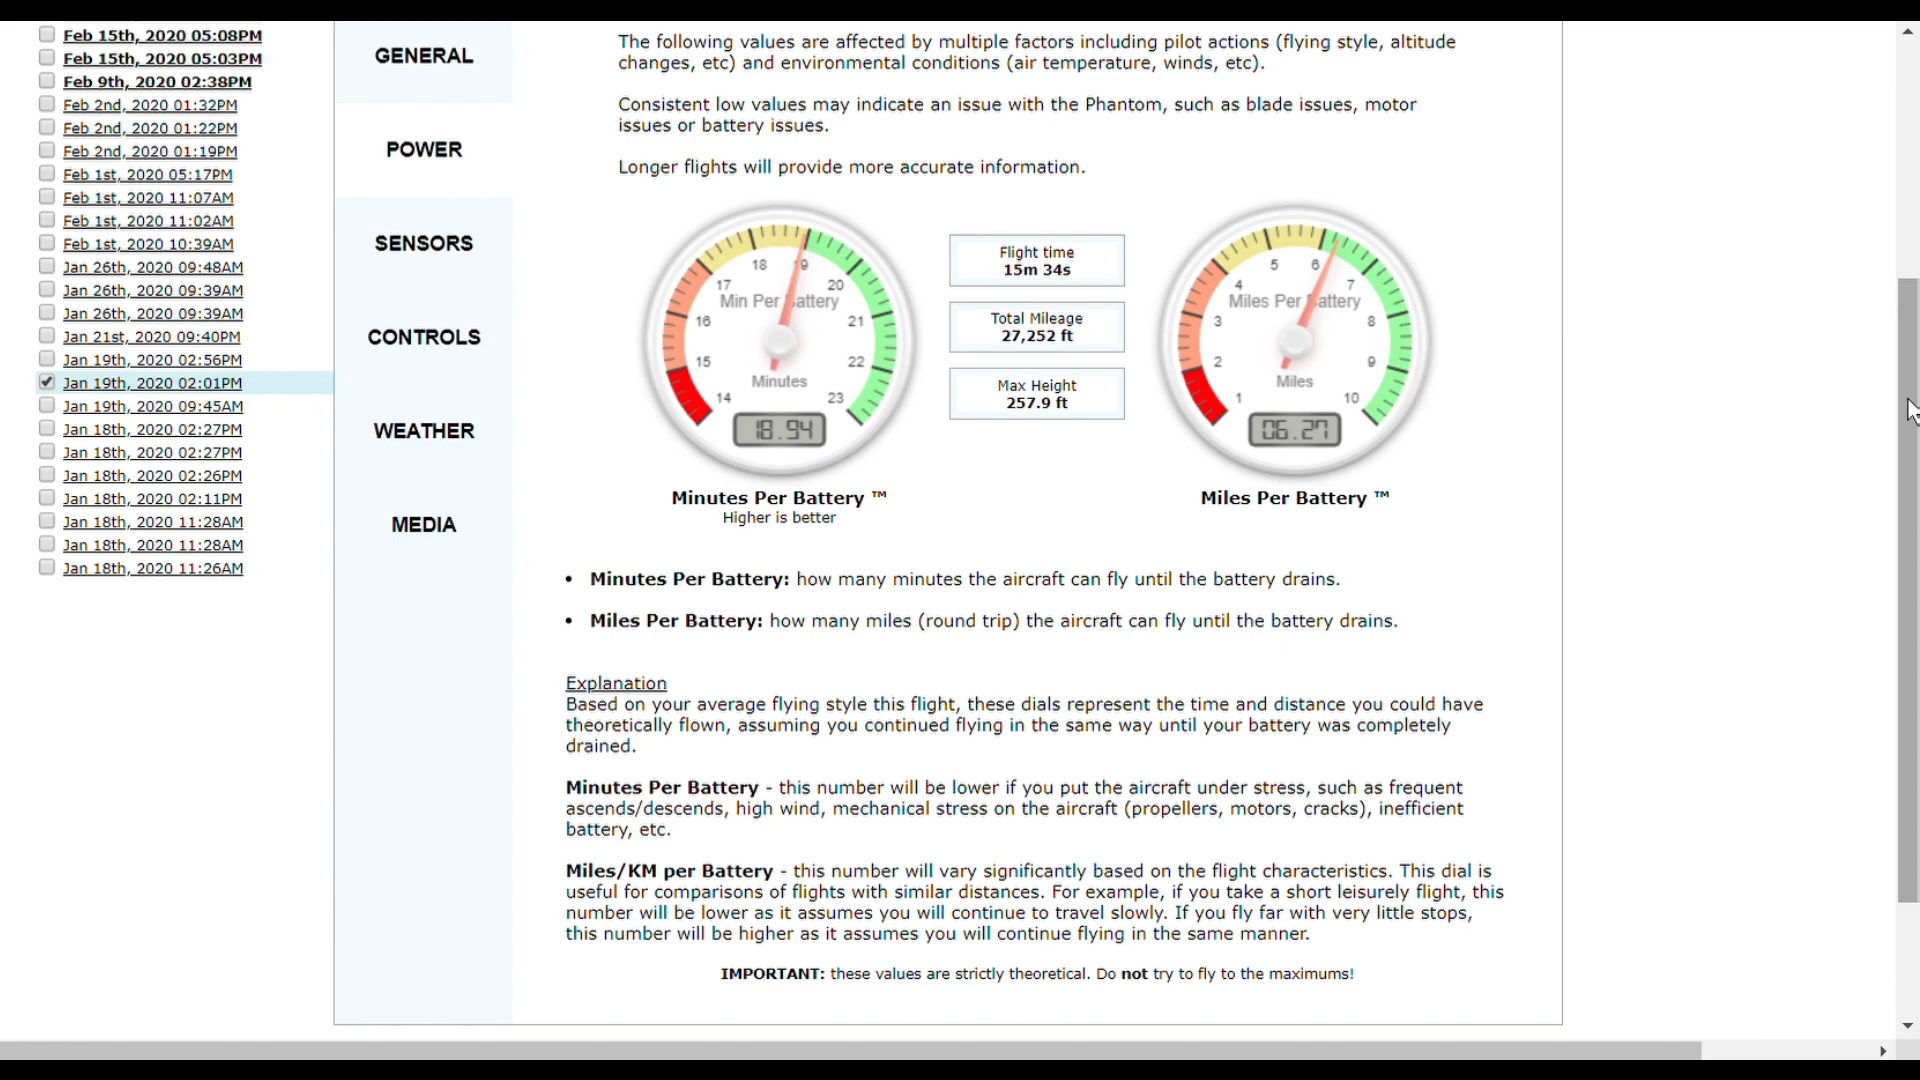 Feb 15th, 2020 05:08PM
Feb 15th, 2020 05:03PM
Feb 9th, 2020 02:38PM
Feb 2nd, 2020 01:32PM
Feb 2nd, 2020 01:22PM
Feb 2nd, 2020 01:19PM
Feb 1st, 2020 05:17PM
Feb 1st, 2020 11:07AM
Feb 1st, 2020 11:02AM
Feb 1st, 2020 10:39AM
Jan 26th, 2020 09:48AM
Jan 26th, 2020 09:39AM
Jan 26th, 2020 09:39AM
Jan 21st, 2020 09:40PM
Jan 19th, 2020 02:56PM
Jan 19th, 2020 02:01PM
Jan 19th, 2020 09:45AM
Jan 18th, 2020 02:27PM
Jan 18th, 2020 02:27PM
Jan 18th, 2020 02:26PM
Jan 18th, 2020 02:11PM
Jan 18th, 2020 11:28AM
Jan 18th, 2020 11:28AM
Jan 18th, 2020 11:26AM
GENERAL
POWER
SENSORS
CONTROLS
WEATHER
MEDIA
The following values are affected by multiple factors including pilot actions (flying style, altitude
changes, etc) and environmental conditions (air temperature, winds, etc).
Consistent low values may indicate an issue with the Phantom, such as blade issues, motor
issues or battery issues.
Longer flights will provide more accurate information.
14 15 16 17 18 19 20 21 22 23
Min Per Battery
Minutes
18.94
Minutes Per Battery ™
Higher is better
Flight time
15m 34s
Total Mileage
27,252 ft
Max Height
257.9 ft
1 2 3 4 5 6 7 8 9 10
Miles Per Battery
Miles
06.27
Miles Per Battery ™
• Minutes Per Battery: how many minutes the aircraft can fly until the battery drains.
• Miles Per Battery: how many miles (round trip) the aircraft can fly until the battery drains.
Explanation
Based on your average flying style this flight, these dials represent the time and distance you could have
theoretically flown, assuming you continued flying in the same way until your battery was completely
drained.
Minutes Per Battery - this number will be lower if you put the aircraft under stress, such as frequent
ascends/descends, high wind, mechanical stress on the aircraft (propellers, motors, cracks), inefficient
battery, etc.
Miles/KM per Battery - this number will vary significantly based on the flight characteristics. This dial is
useful for comparisons of flights with similar distances. For example, if you take a short leisurely flight, this
number will be lower as it assumes you will continue to travel slowly. If you fly far with very little stops,
this number will be higher as it assumes you will continue flying in the same manner.
IMPORTANT: these values are strictly theoretical. Do not try to fly to the maximums!